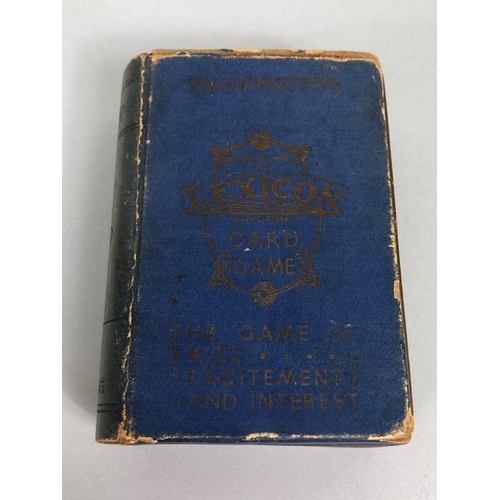 WADDINGTONS
LEXICON
CARD
GAME
THE GAME OF
SKILL . . . . .
EXCITEMENT
AND INTEREST